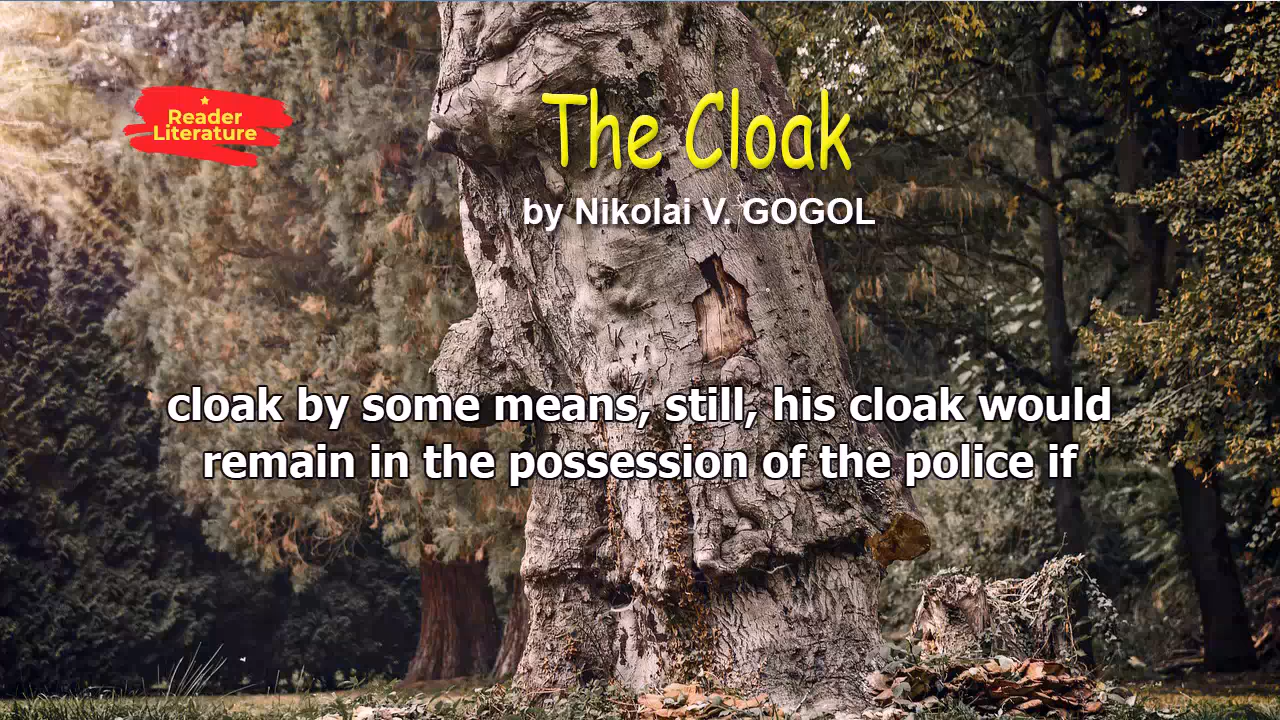 Reader
Literature
The Cloak
by Nikolai V. GOGOL
cloak by some means, still, his cloak would
remain in the possession of the police if